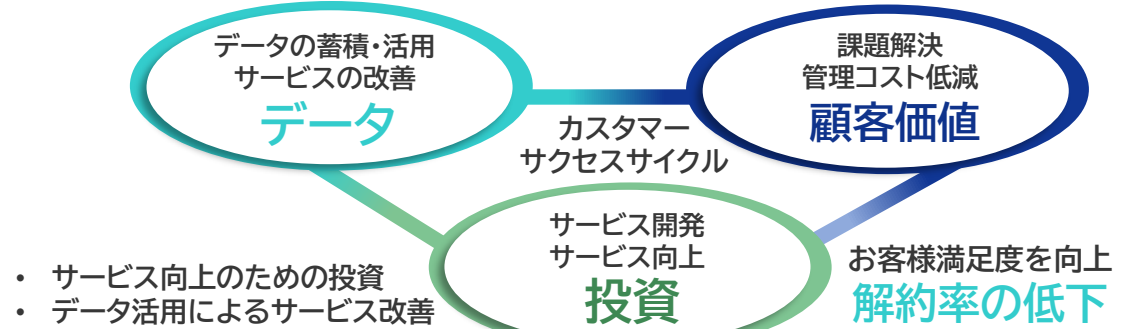 データの蓄積・活用
サービスの改善
データ
課題解決
管理コスト低減
顧客価値
カスタマー
サクセスサイクル
サービス開発
サービス向上
投資
• サービス向上のための投資
• データ活用によるサービス改善
お客様満足度を向上
解約率の低下